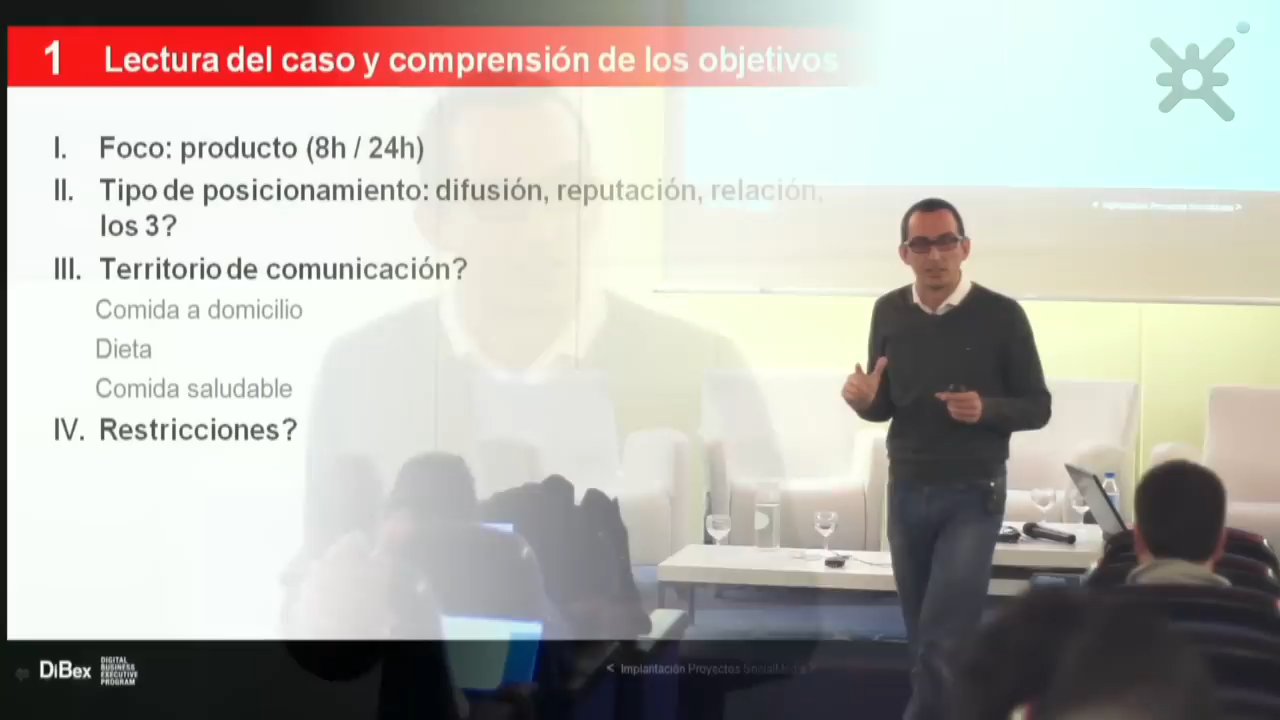 1 Lectura del caso y comprensión de los objetivos
I. Foco: producto (8h / 24h)
II. Tipo de posicionamiento: difusión, reputación, relación,
los 3?
III. Territorio de comunicación?
Comida a domicilio
Dieta
Comida saludable
IV. Restricciones?
DiBex DIGITAL
BUSINESS
EXECUTIVE
PROGRAM
< Implantación Proyectos SocialMedia